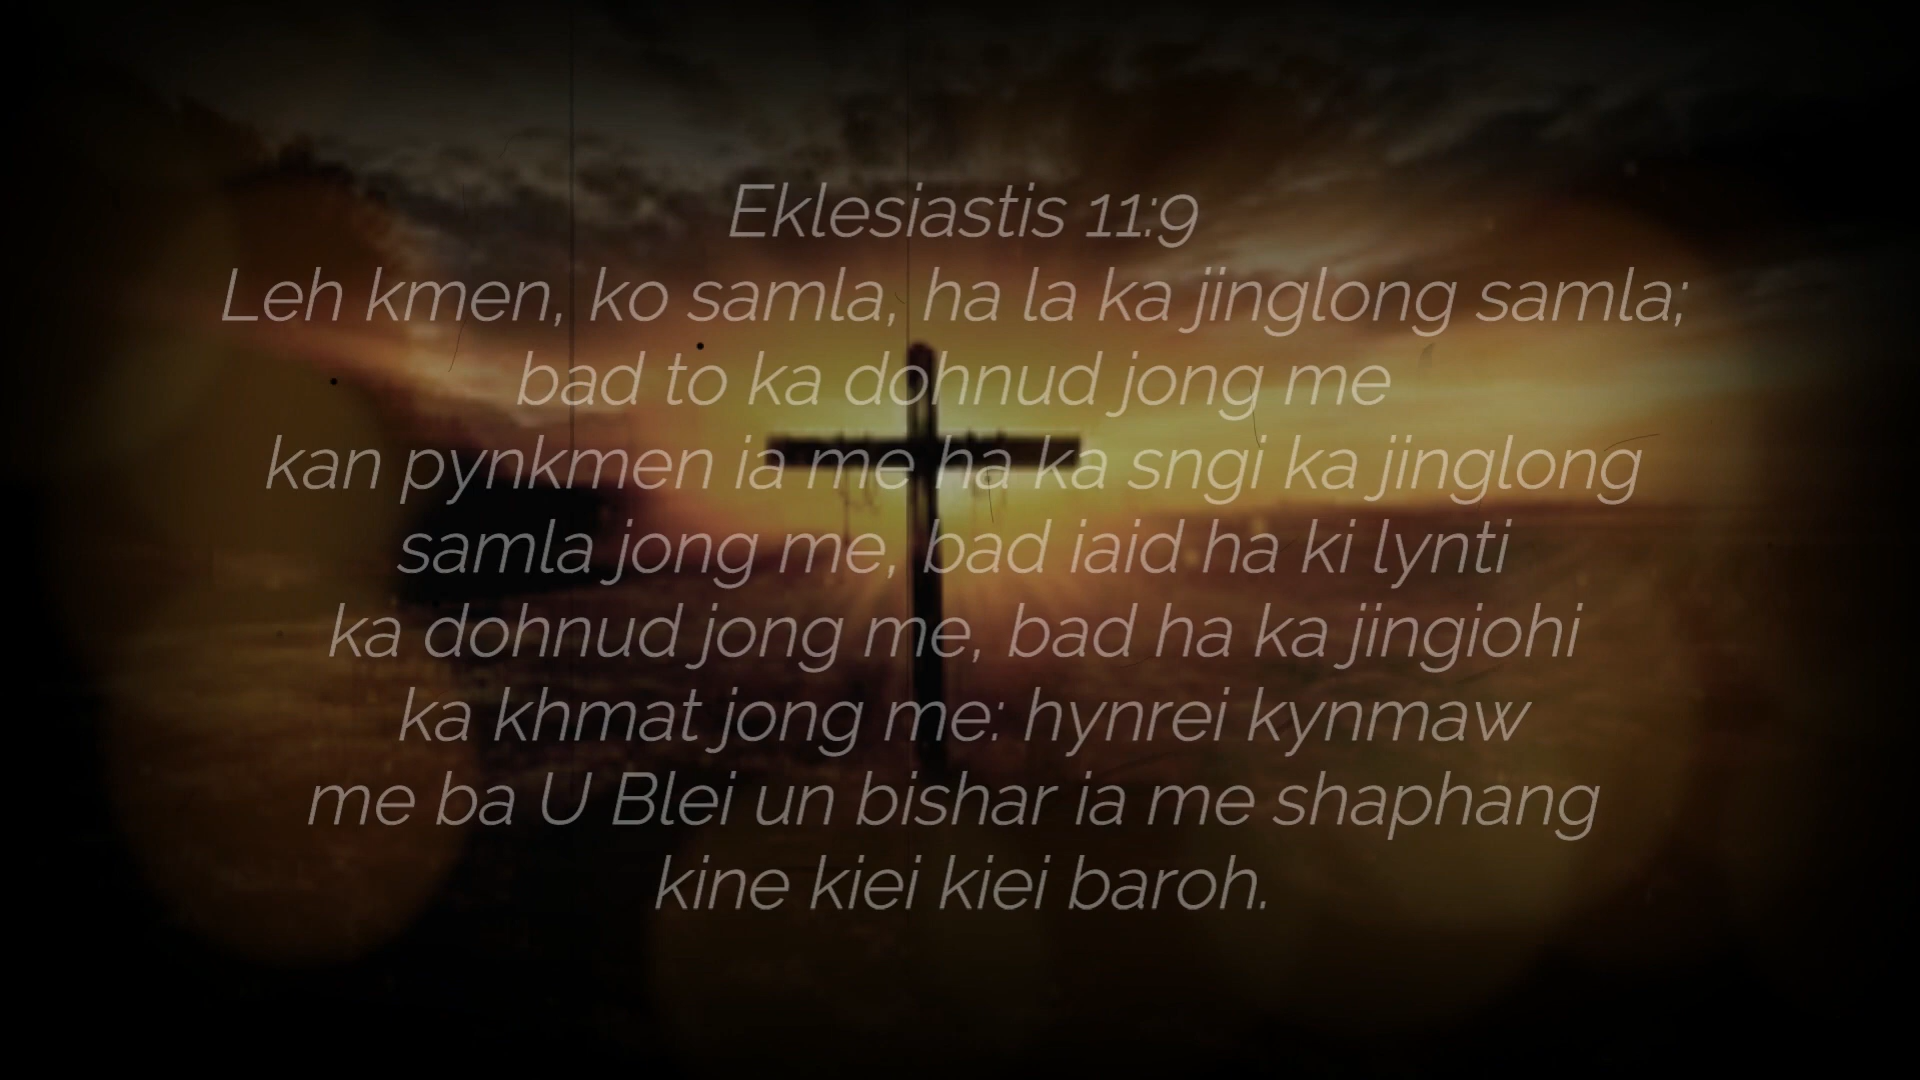 Eklesiastis 11:9
Leh kmen, ko samla, ha la ka jinglong samla;
bad to ka dohnud jong me
kan pynkmen ia me ha ka sngi ka jinglong
samla jong me, bad iaid ha ki lynti
ka dohnud jong me, bad ha ka jingiohi
ka khmat jong me: hynrei kynmaw
me ba U Blei un bishar ia me shaphang
kine kiei kiei baroh.